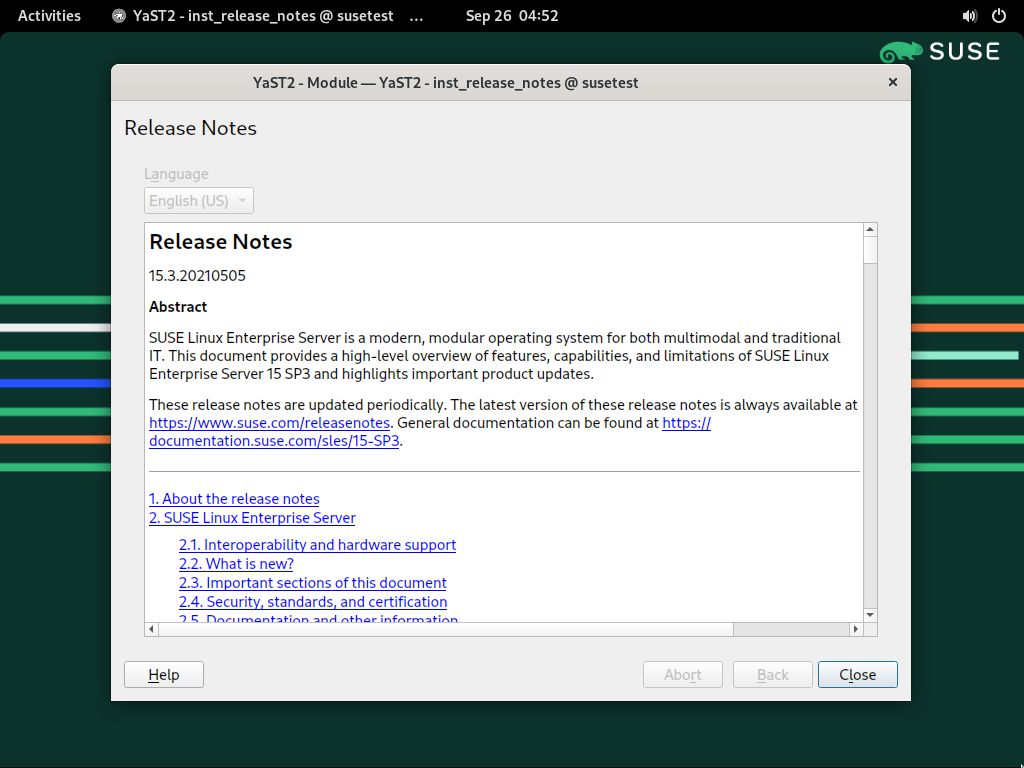 Activities YaST2 - inst_release_notes @ susetest ... Sep 26 04:52
SUSE
YaST2 - Module — YaST2 - inst_release_notes @ susetest
Release Notes
Language
English (US)
Release Notes
15.3.20210505
Abstract
SUSE Linux Enterprise Server is a modern, modular operating system for both multimodal and traditional
IT. This document provides a high-level overview of features, capabilities, and limitations of SUSE Linux
Enterprise Server 15 SP3 and highlights important product updates.
These release notes are updated periodically. The latest version of these release notes is always available at
https://www.suse.com/releasenotes. General documentation can be found at https://
documentation.suse.com/sles/15-SP3.
1. About the release notes
2. SUSE Linux Enterprise Server
2.1. Interoperability and hardware support
2.2. What is new?
2.3. Important sections of this document
2.4. Security, standards, and certification
2.5. Documentation and other information
Help Abort Back Close